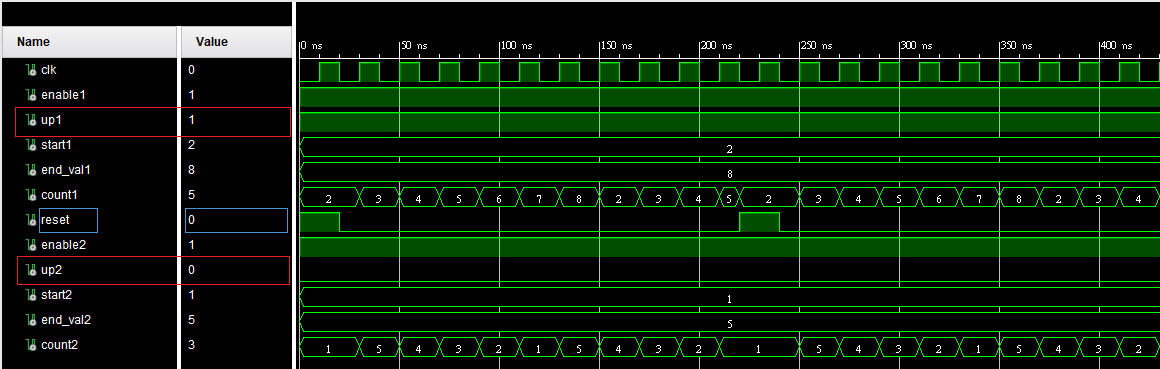 Name Value 0 ns 50 ns 100 ns 150 ns 200 ns 250 ns 300 ns 350 ns 400 ns
clk 0
enable1 1
up1 1
start1 2 2
end_val1 8 8
count1 5 2 3 4 5 6 7 8 2 3 4 5 2 3 4 5 6 7 8 2 3 4
reset 0
enable2 1
up2 0
start2 1 1
end_val2 5 5
count2 3 1 5 4 3 2 1 5 4 3 2 1 5 4 3 2 1 5 4 3 2